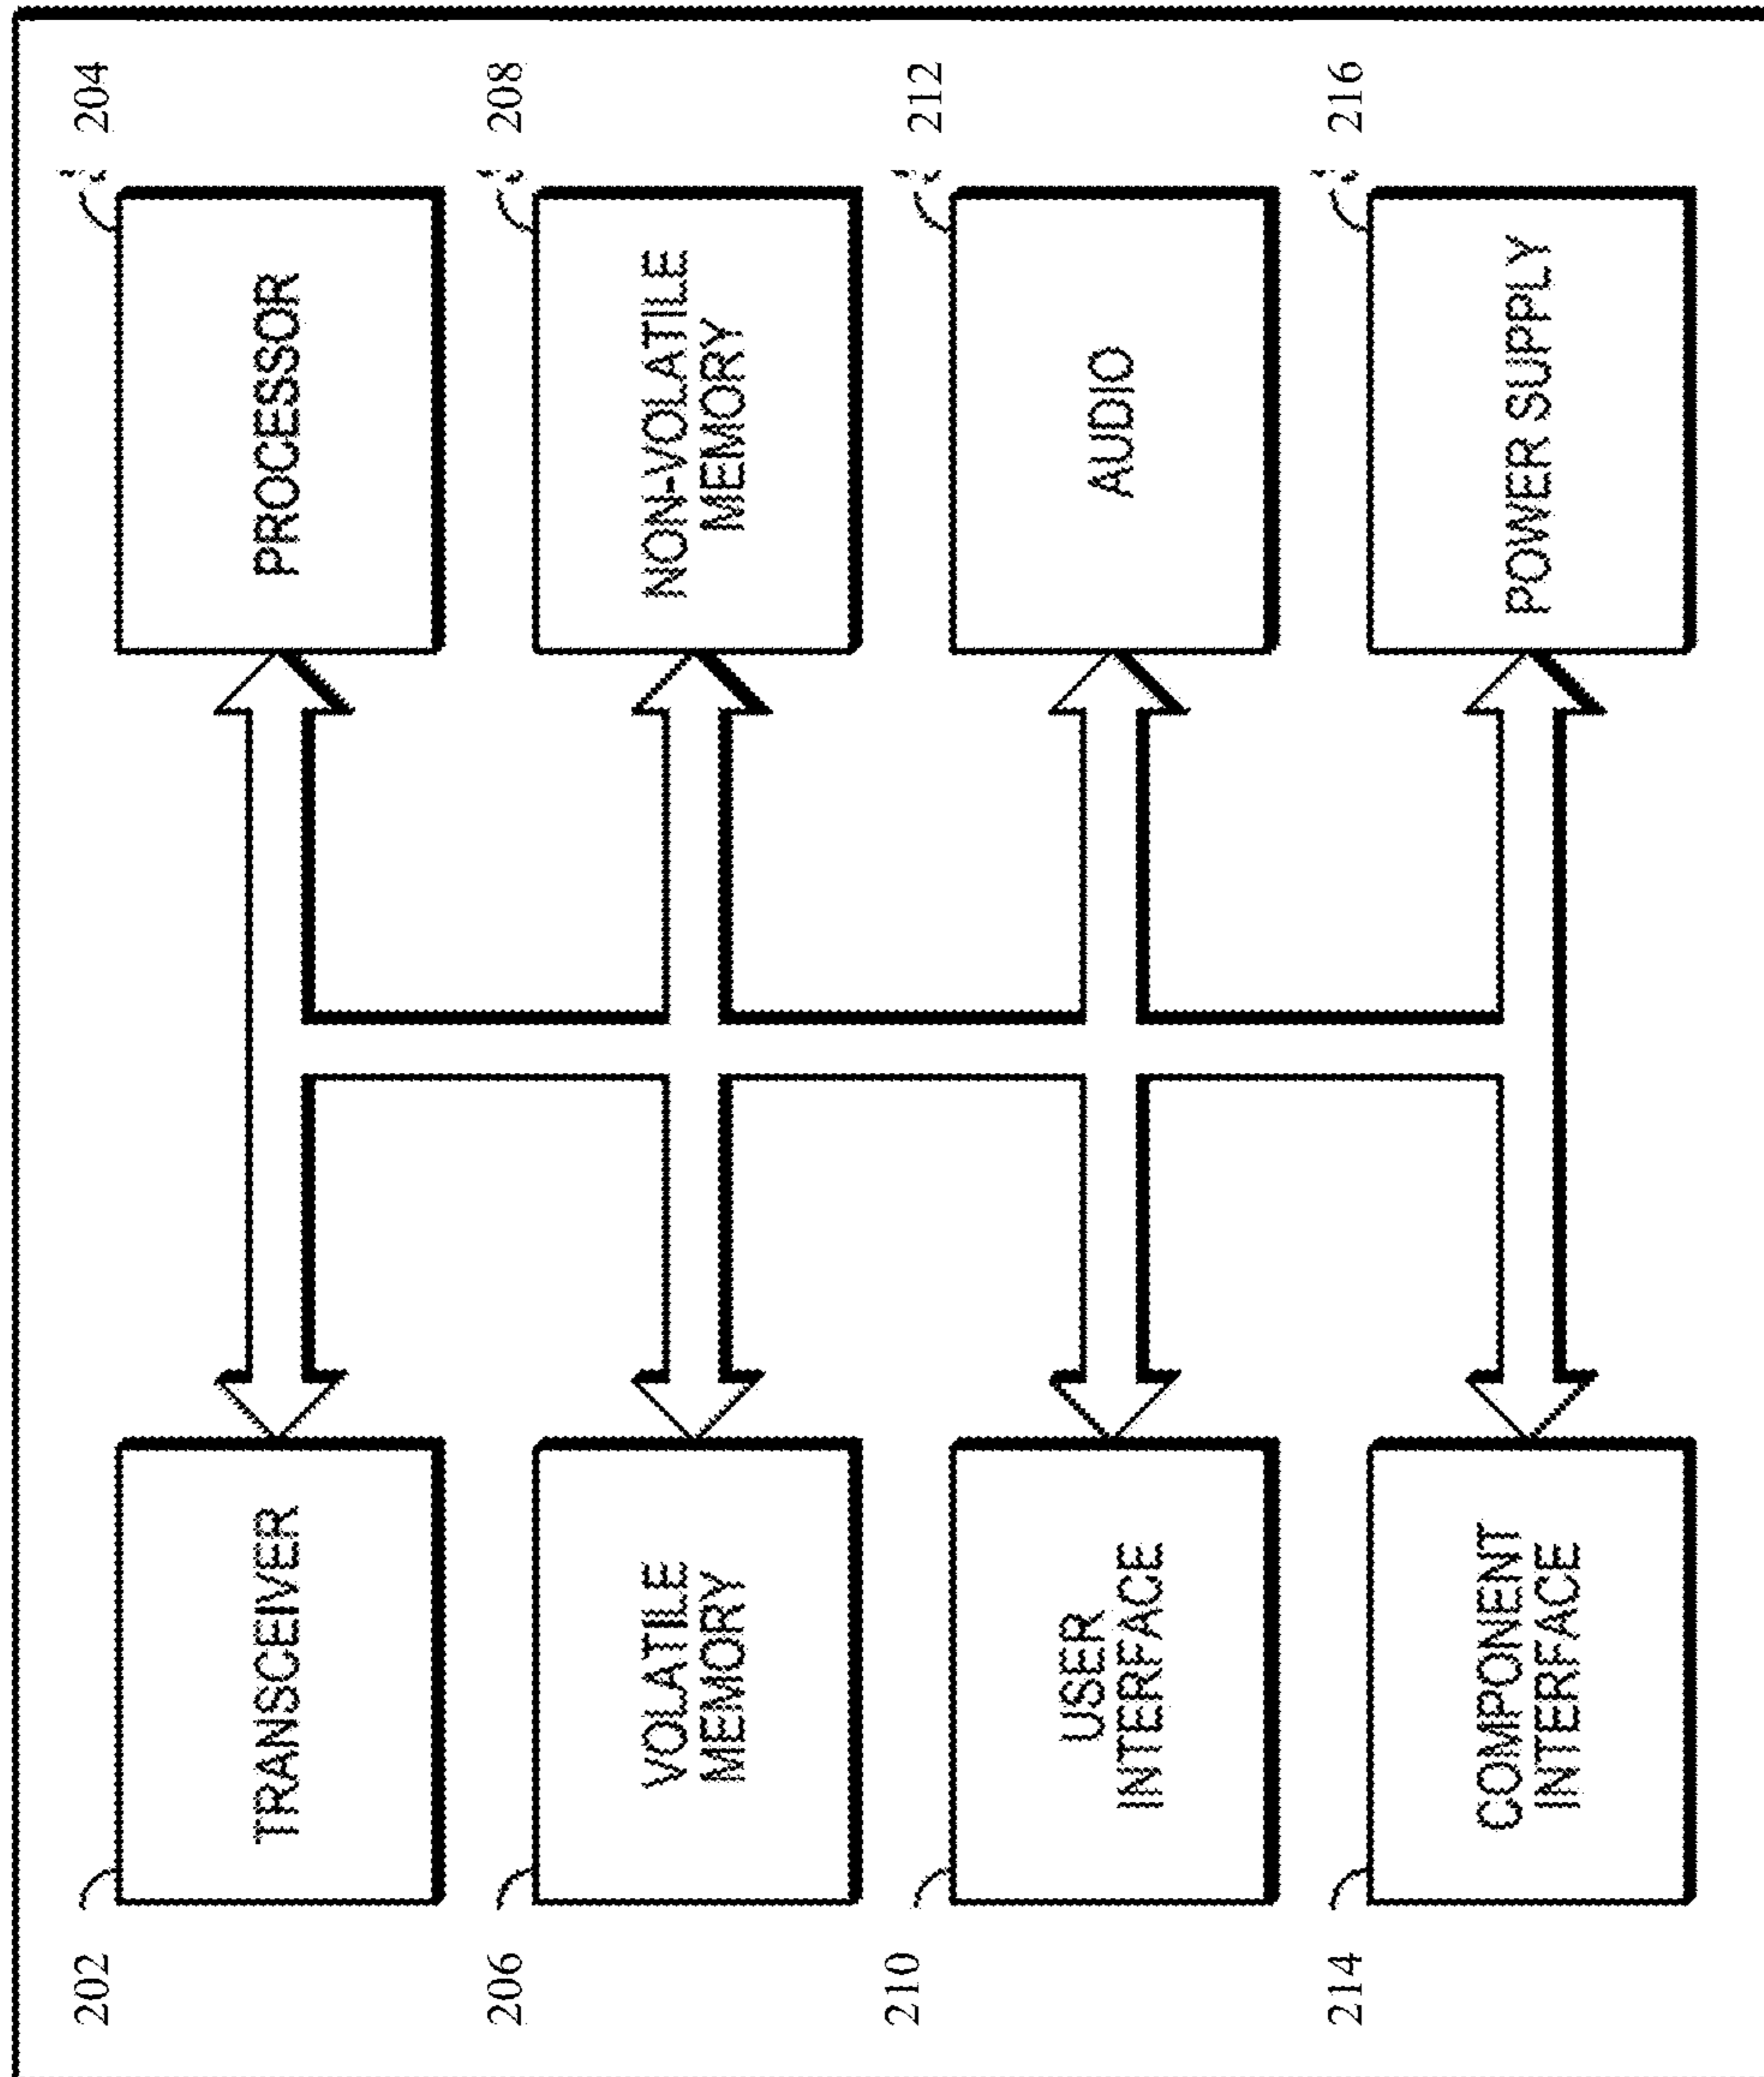 202
TRANSCEIVER
204
PROCESSOR
206
VOLATILE
MEMORY
208
NON-VOLATILE
MEMORY
210
USER
INTERFACE
212
AUDIO
214
COMPONENT
INTERFACE
216
POWER SUPPLY